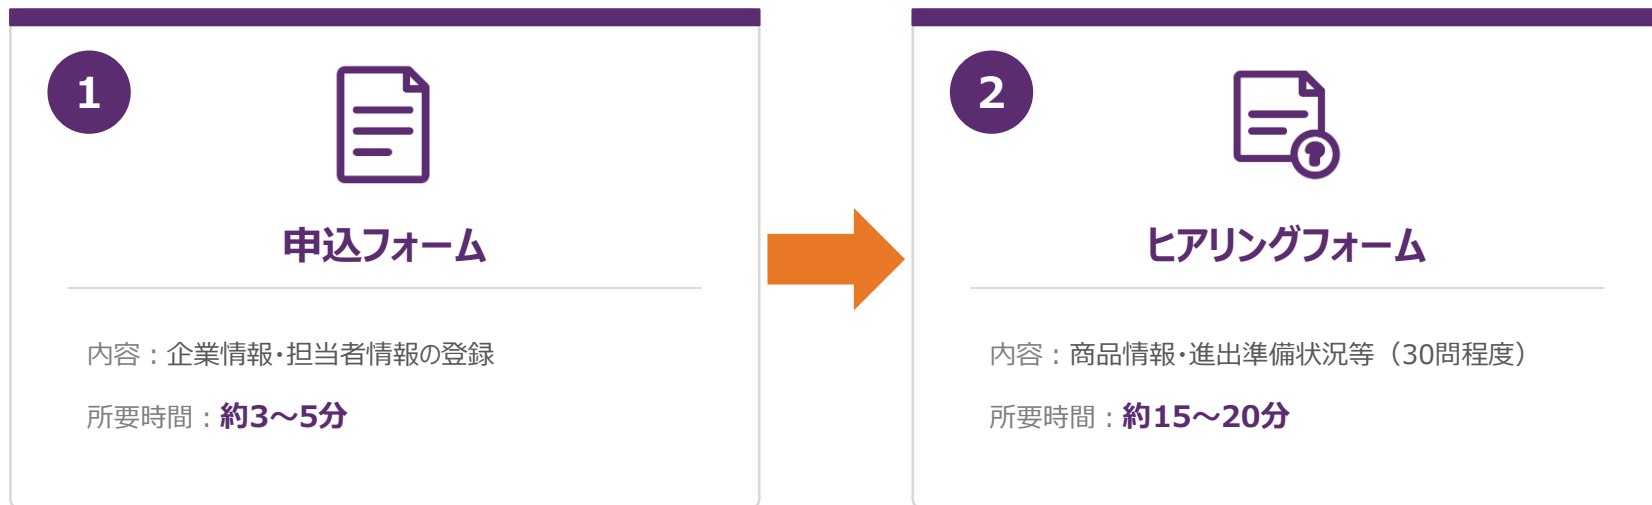 1
申込フォーム
内容：企業情報・担当者情報の登録
所要時間：約3～5分
2
ヒアリングフォーム
内容：商品情報・進出準備状況等（30問程度）
所要時間：約15～20分